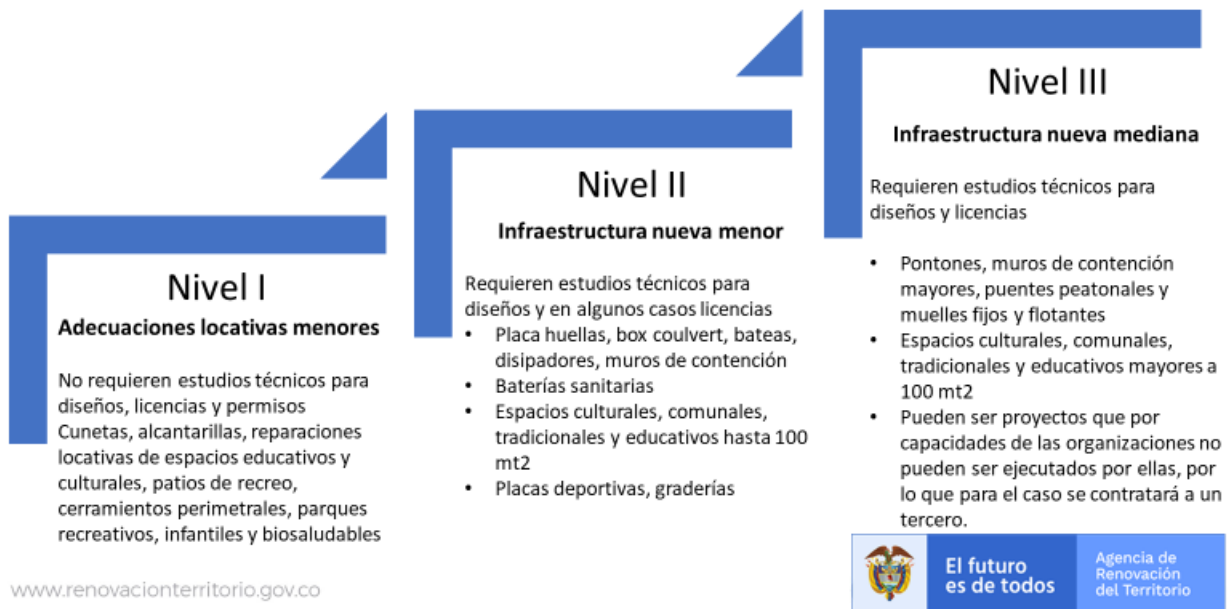 Nivel I
Adecuaciones locativas menores
No requieren estudios técnicos para
diseños, licencias y permisos
Cunetas, alcantarillas, reparaciones
locativas de espacios educativos y
culturales, patios de recreo,
cerramientos perimetrales, parques
recreativos, infantiles y biosaludables
Nivel II
Infraestructura nueva menor
Requieren estudios técnicos para
diseños y en algunos casos licencias
• Placa huellas, box coulvert, bateas,
disipadores, muros de contención
• Baterías sanitarias
• Espacios culturales, comunales,
tradicionales y educativos hasta 100
mt2
• Placas deportivas, graderías
Nivel III
Infraestructura nueva mediana
Requieren estudios técnicos para
diseños y licencias
• Pontones, muros de contención
mayores, puentes peatonales y
muelles fijos y flotantes
• Espacios culturales, comunales,
tradicionales y educativos mayores a
100 mt2
• Pueden ser proyectos que por
capacidades de las organizaciones no
pueden ser ejecutados por ellas, por
lo que para el caso se contratará a un
tercero.
www.renovacionterritorio.gov.co
El futuro
es de todos
Agencia de
Renovación
del Territorio